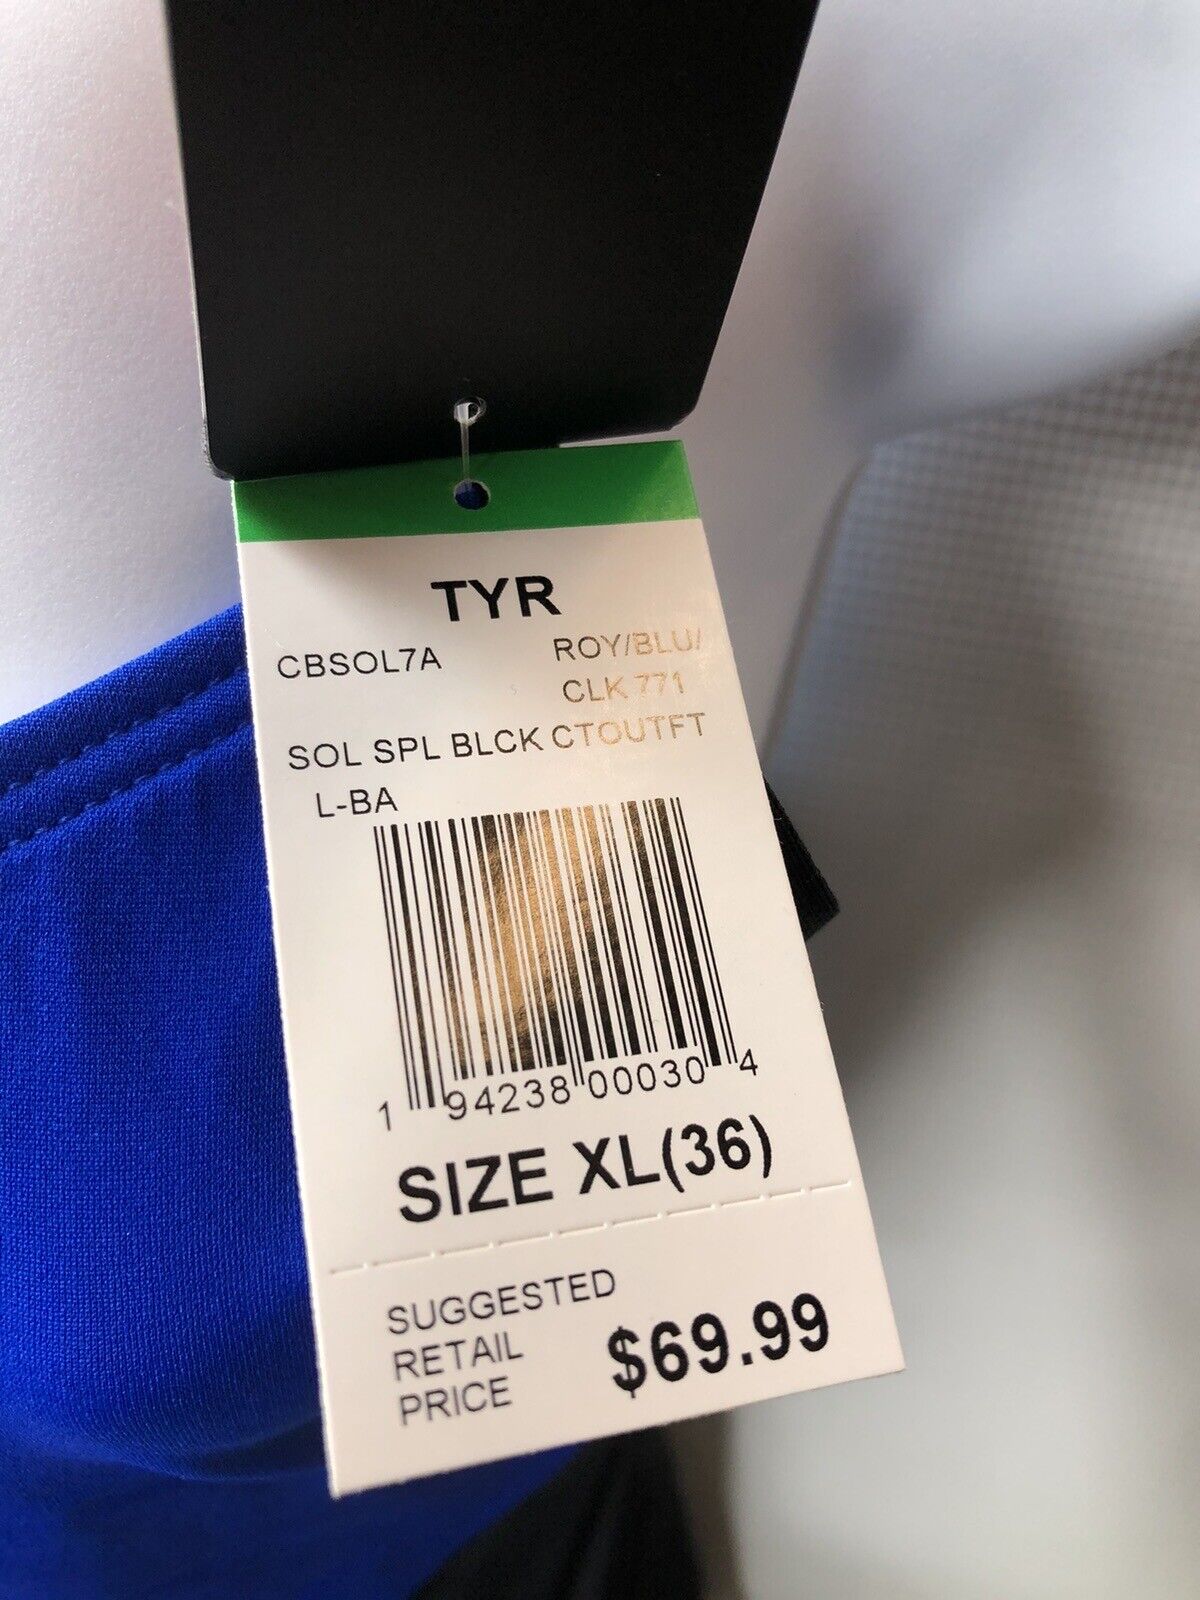 TYR
CBSOL7A ROY/BLU/
CLK 771
SOL SPL BLCK CTOUTFT
L-BA
1 94238 00030 4
SIZE XL(36)
SUGGESTED
RETAIL
PRICE
$69.99